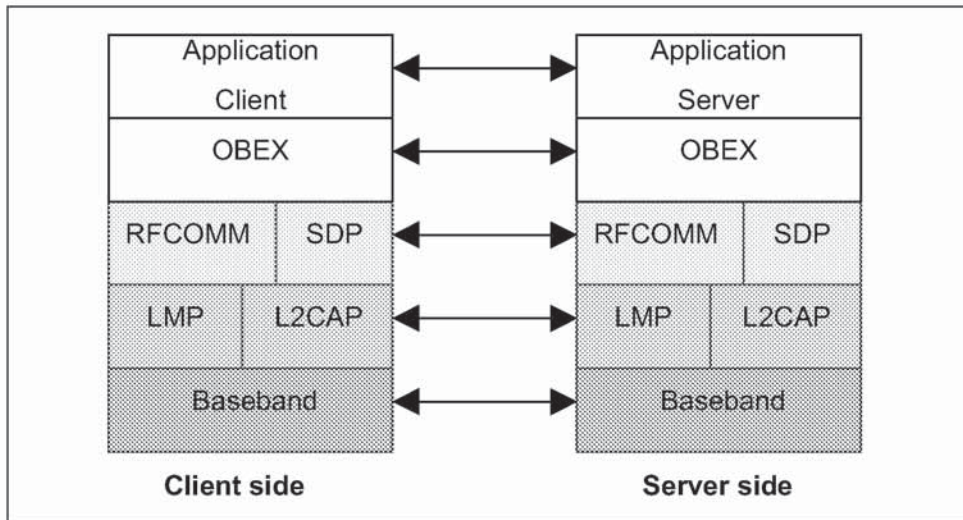 Application
Client
Application
Server
OBEX
OBEX
RFCOMM SDP
RFCOMM SDP
LMP L2CAP
LMP L2CAP
Baseband
Baseband
Client side
Server side